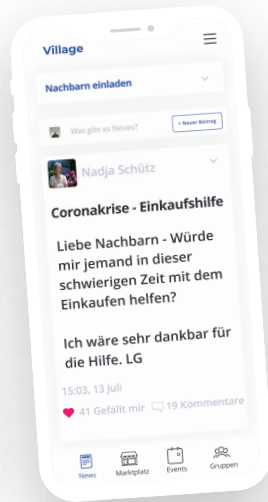 Village
Nachbarn einladen
Was gibt es Neues?
+ Neuer Beitrag
Nadja Schütz
Coronakrise - Einkaufshilfe
Liebe Nachbarn - Würde
mir jemand in dieser
schwierigen Zeit mit dem
Einkaufen helfen?
Ich wäre sehr dankbar für
die Hilfe. LG
15:03, 13 Juli
41 Gefällt mir
19 Kommentare
News
Marktplatz
Events
Gruppen